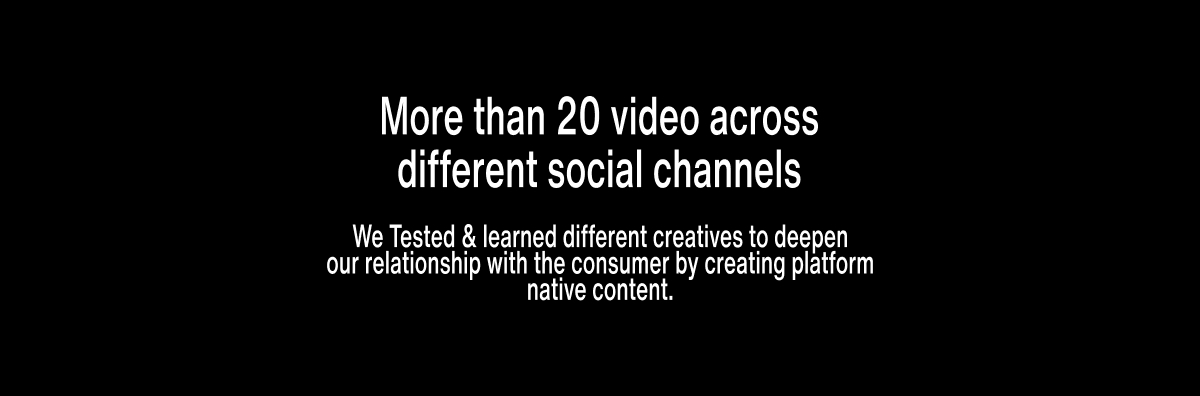 More than 20 video across
different social channels
We Tested & learned different creatives to deepen
our relationship with the consumer by creating platform
native content.